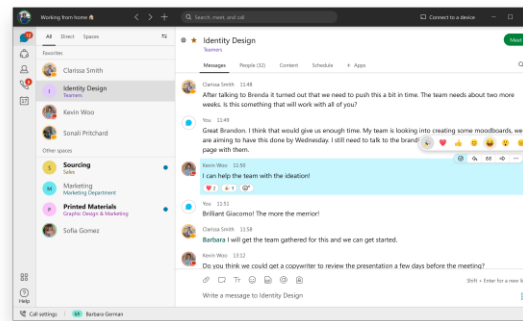 Working from home
Search, meet, and call
Connect to a device
All Direct Spaces
Favorites
Clarissa Smith
Identity Design
Teamers
Kevin Woo
Sonali Pritchard
Other spaces
Sourcing
Sales
Marketing
Marketing Department
Printed Materials
Graphic Design & Marketing
Sofia Gomez
Help
Call settings
Barbara German
Identity Design
Teamers
Meet
Messages People (32) Content Schedule + Apps
Clarissa Smith 11:48
After talking to Brenda it turned out that we need to push this a bit in time. The team needs about two more
weeks. Is this something that will work with all of you?
You 11:49
Great Brandon. I think that would give us enough time. My team is looking into creating some moodboards, we
are aiming to have this done by Wednesday. I still need to talk to the brand
page with them.
Kevin Woo 11:50
I can help the team with the ideation!
You 11:51
Brilliant Giacomo! The more the merrier!
Clarissa Smith 11:58
Barbara I will get the team gathered for this and we can get started.
Kevin Woo 13:12
Do you think we could get a copywriter to review the presentation a few days before the meeting?
Shift + Enter for a new
Write a message to Identity Design